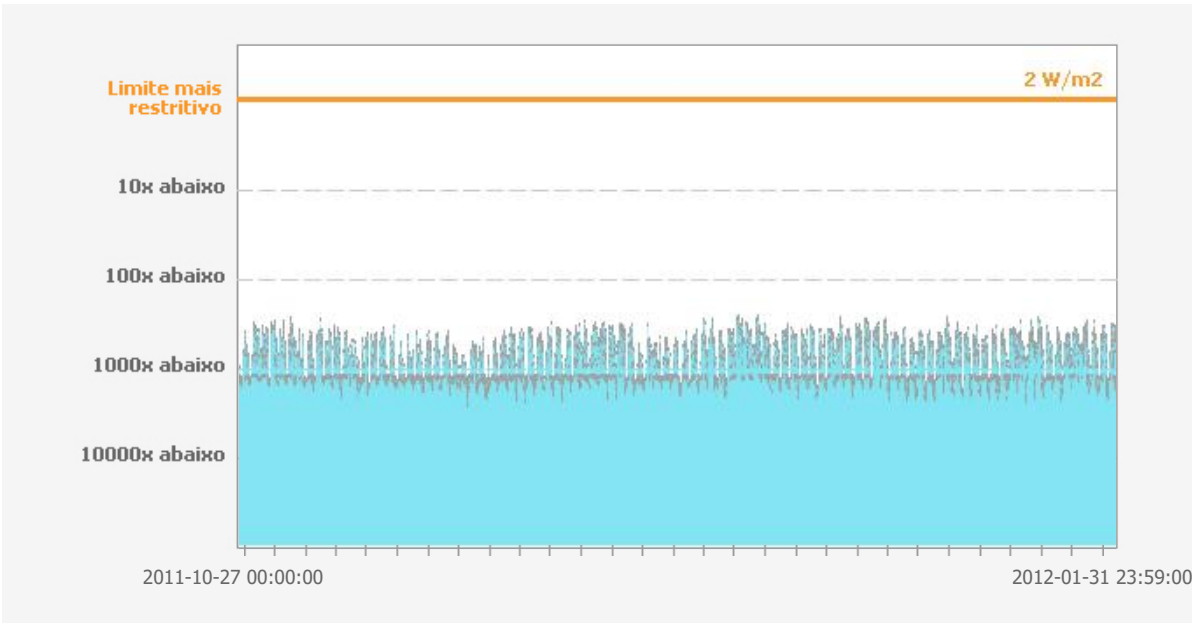 2 W/m2
Limite mais
restritivo
10x abaixo
100x abaixo
1000x abaixo
10000x abaixo
2011-10-27 00:00:00
2012-01-31 23:59:00